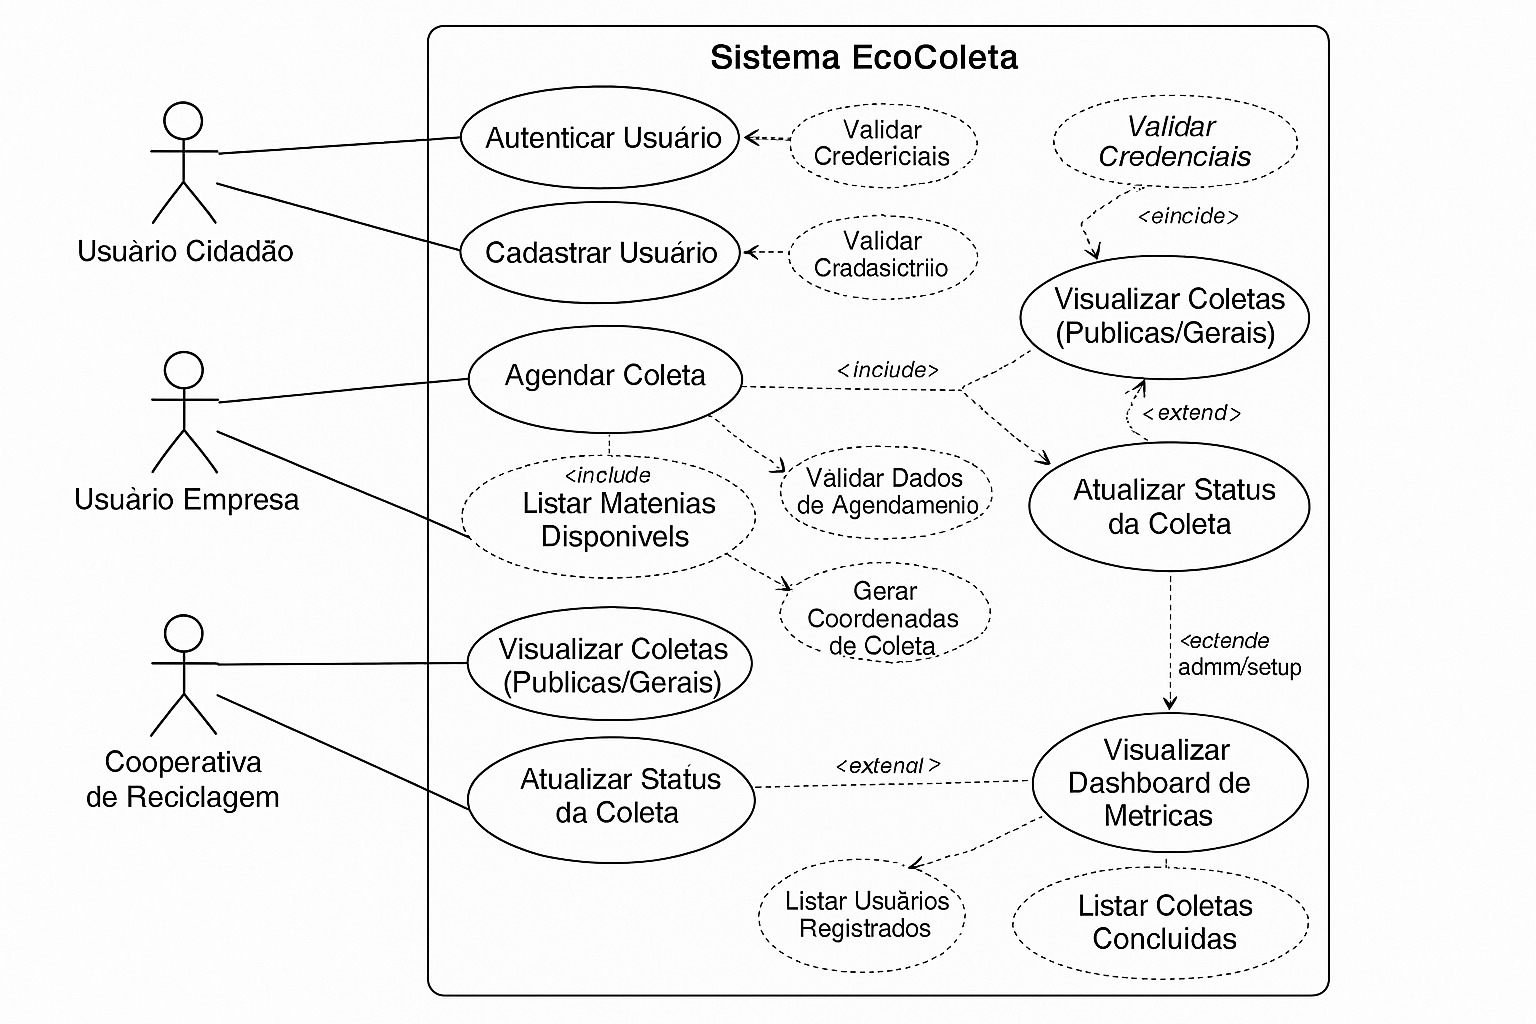 Sistema EcoColeta
Autenticar Usuário
Validar
Credericiais
Validar
Credenciais
<eincide>
Usuàrio Cidadão
Cadastrar Usuário
Validar
Cradasictriio
Visualizar Coletas
(Publicas/Gerais)
Agendar Coleta
<inciude>
<extend>
Usuàrio Empresa
<include
Listar Matenias
Disponivels
Válidar Dados
de Agendamenio
Atualizar Status
da Coleta
Gerar
Coordenadas
de Coleta
<ectende
admm/setup
Cooperativa
de Reciclagem
Visualizar Coletas
(Publicas/Gerais)
Atualizar Status
da Coleta
<extenal >
Visualizar
Dashboard de
Metricas
Listar Usuãrios
Registrados
Listar Coletas
Concluidas